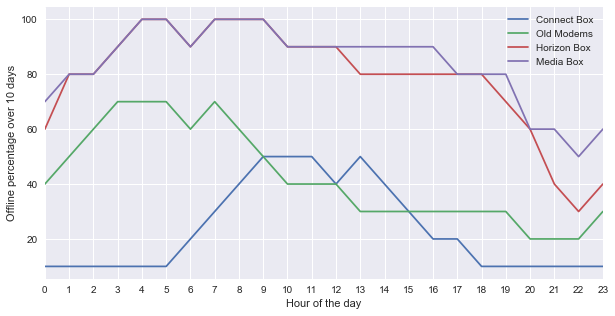 100
80
60
40
20
Offline percentage over 10 days
Connect Box
Old Modems
Horizon Box
Media Box
0 1 2 3 4 5 6 7 8 9 10 11 12 13 14 15 16 17 18 19 20 21 22 23
Hour of the day